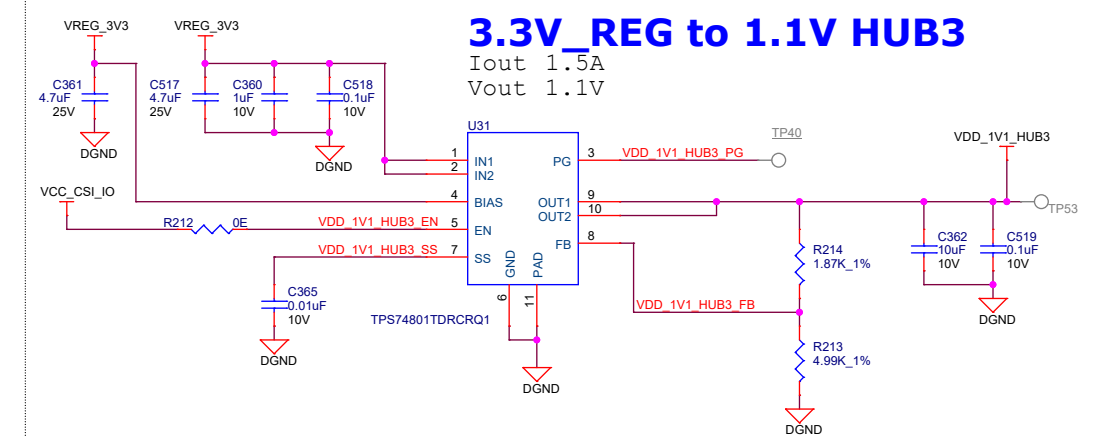 3.3V_REG to 1.1V HUB3
Iout 1.5A
Vout 1.1V
VREG_3V3
VREG_3V3
C361
4.7uF
25V
DGND
C517
4.7uF
25V
C360
1uF
10V
C518
0.1uF
10V
DGND
U31
1
2
4
5
7
IN1
IN2
BIAS
EN
SS
GND
PAD
PG
OUT1
OUT2
FB
3
9
10
8
6
11
TPS74801TDRCRQ1
DGND
VCC_CSI_IO
R212
0E
VDD_1V1_HUB3_EN
VDD_1V1_HUB3_SS
C365
0.01uF
10V
DGND
VDD_1V1_HUB3_PG
TP40
VDD_1V1_HUB3
TP53
R214
1.87K_1%
VDD_1V1_HUB3_FB
R213
4.99K_1%
DGND
C362
10uF
10V
C519
0.1uF
10V
DGND